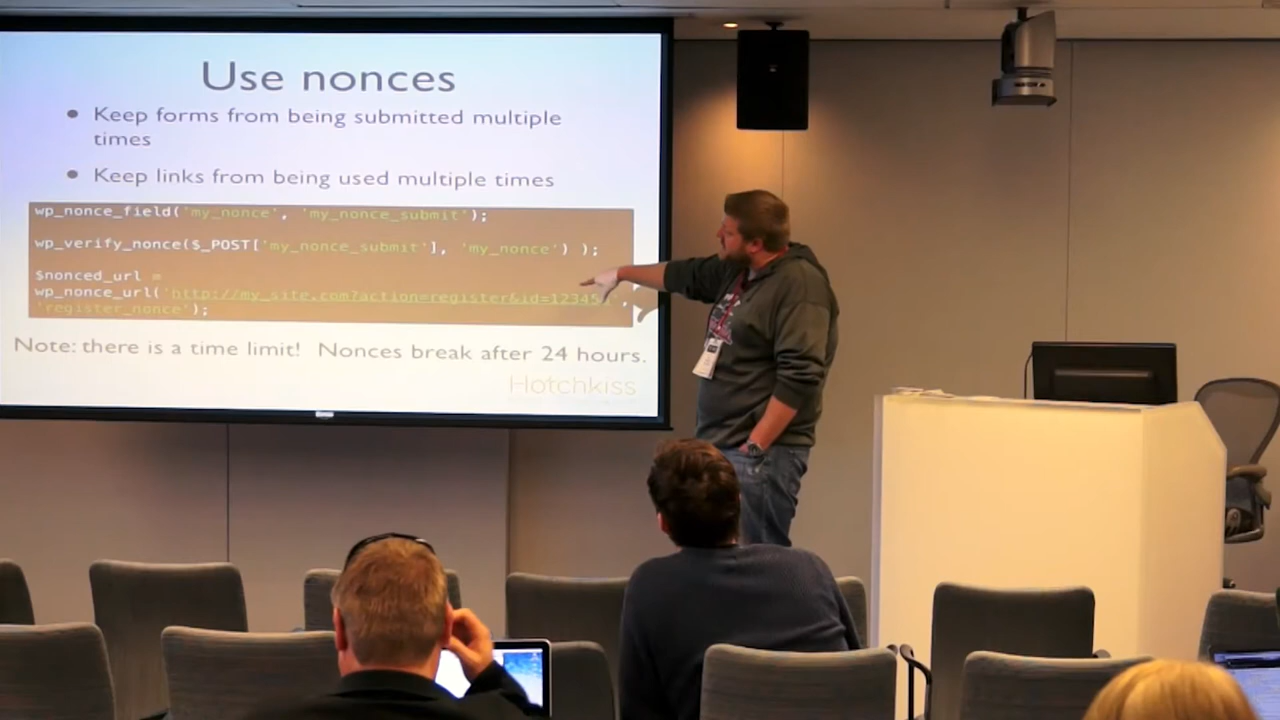 Use nonces
• Keep forms from being submitted multiple
times
• Keep links from being used multiple times
wp_nonce_field('my_nonce', 'my_nonce_submit');
wp_verify_nonce($_POST['my_nonce_submit'], 'my_nonce') );
$nonced_url =
wp_nonce_url('http://my_site.com?action=register&id=12345',
'register_nonce');
Note: there is a time limit! Nonces break after 24 hours.
Hotchkiss